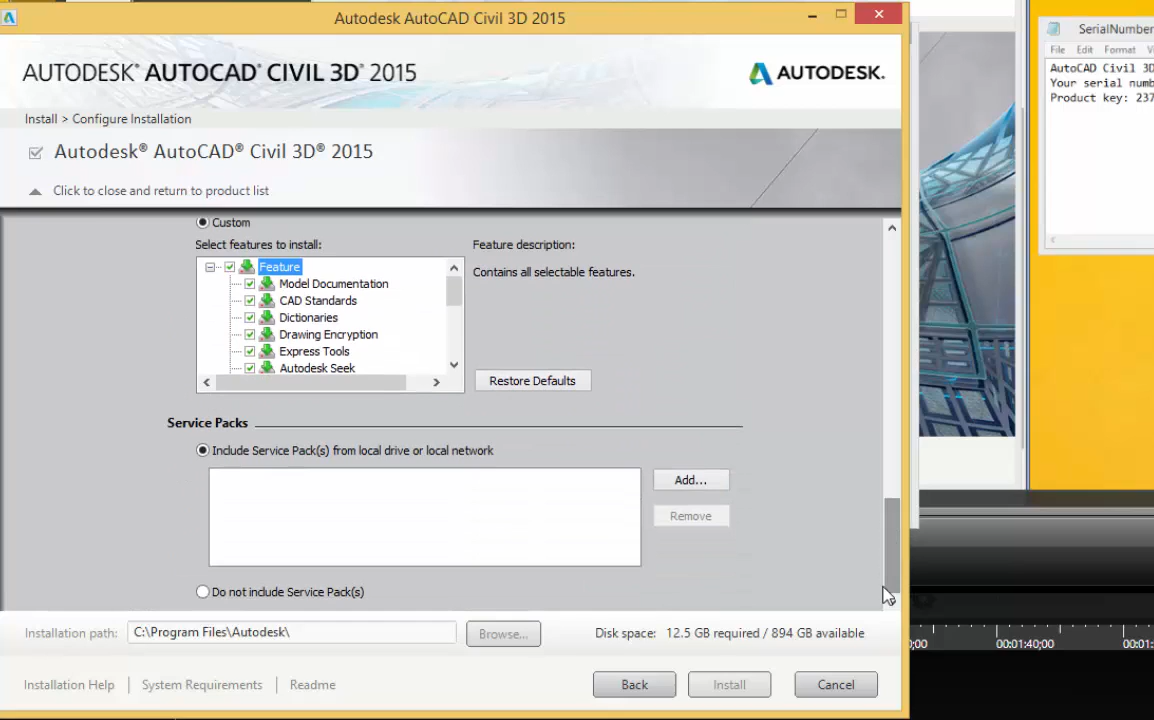 Autodesk AutoCAD Civil 3D 2015
AUTODESK® AUTOCAD® CIVIL 3D® 2015
AUTODESK.
Install > Configure Installation
Autodesk® AutoCAD® Civil 3D® 2015
Click to close and return to product list
Custom
Select features to install:
Feature description:
Feature
Contains all selectable features.
Model Documentation
CAD Standards
Dictionaries
Drawing Encryption
Express Tools
Autodesk Seek
Restore Defaults
Service Packs
Include Service Pack(s) from local drive or local network
Add...
Remove
Do not include Service Pack(s)
Installation path: C:\Program Files\Autodesk\ Browse... Disk space: 12.5 GB required / 894 GB available
Installation Help | System Requirements | Readme
Back Install Cancel
SerialNumber
File Edit Format
AutoCAD Civil 3D
Your serial numb
Product key: 237
;00 00:01:40;00 00:01: